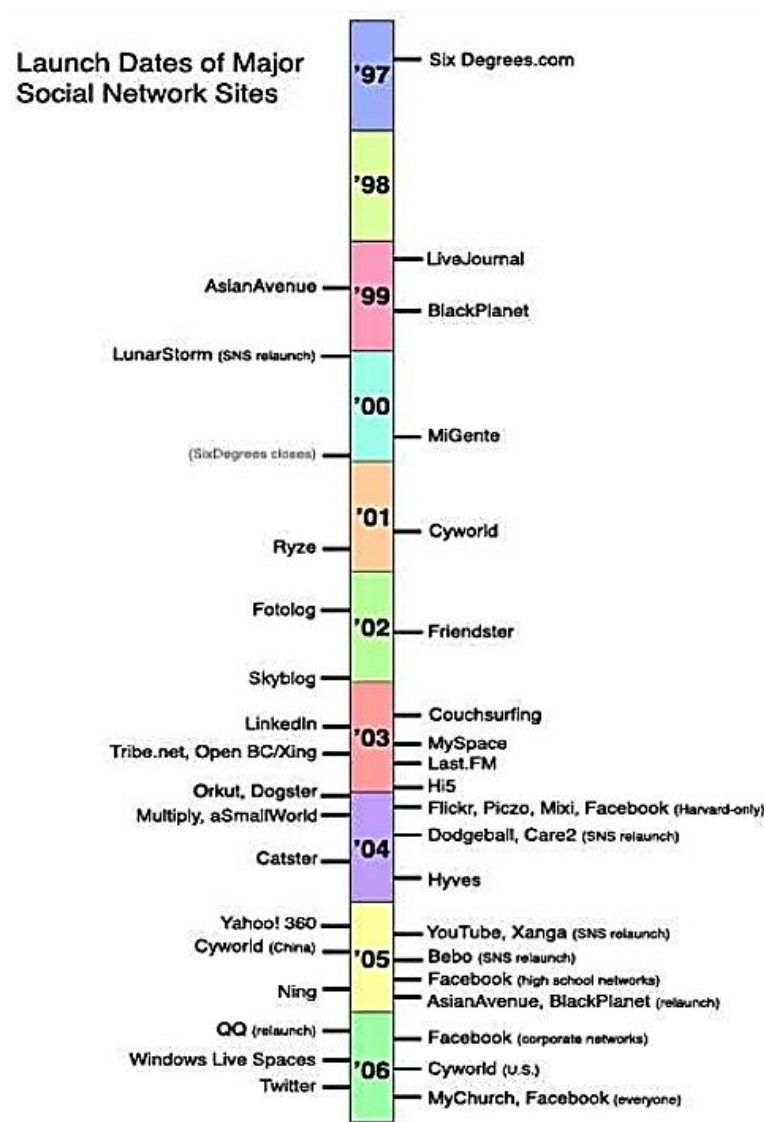 Launch Dates of Major
Social Network Sites
'97
Six Degrees.com
'98
'99
LiveJournal
AsianAvenue
BlackPlanet
'00
LunarStorm (SNS relaunch)
MiGente
(SixDegrees closes)
'01
Cyworld
Ryze
'02
Fotolog
Friendster
Skyblog
'03
Couchsurfing
LinkedIn
MySpace
Tribe.net, Open BC/Xing
Last.FM
Hi5
'04
Orkut, Dogster
Flickr, Piczo, Mixi, Facebook (Harvard-only)
Multiply, aSmallWorld
Dodgeball, Care2 (SNS relaunch)
Catster
Hyves
'05
Yahoo! 360
YouTube, Xanga (SNS relaunch)
Cyworld (China)
Bebo (SNS relaunch)
Facebook (high school networks)
Ning
AsianAvenue, BlackPlanet (relaunch)
'06
QQ (relaunch)
Facebook (corporate networks)
Windows Live Spaces
Cyworld (U.S.)
Twitter
MyChurch, Facebook (everyone)